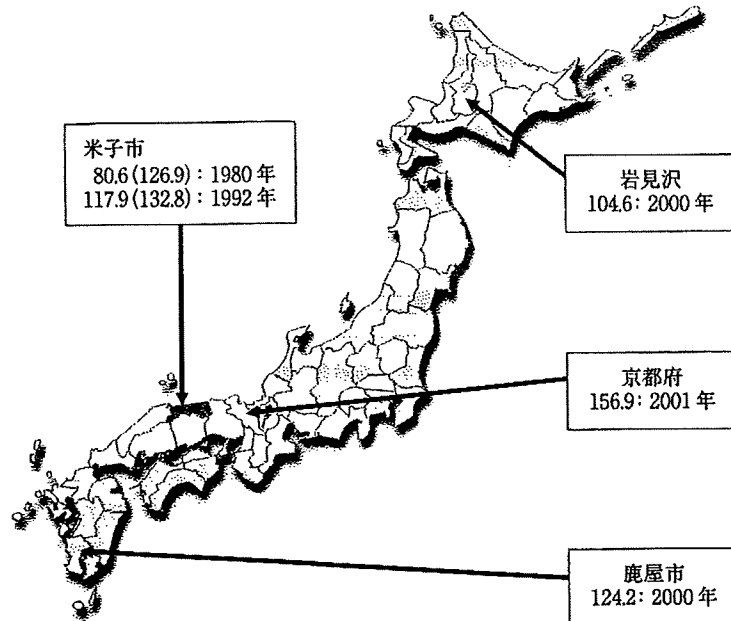 米子市
80.6(126.9):1980年
117.9(132.8):1992年
岩見沢
104.6:2000年
京都府
156.9:2001年
鹿屋市
124.2:2000年